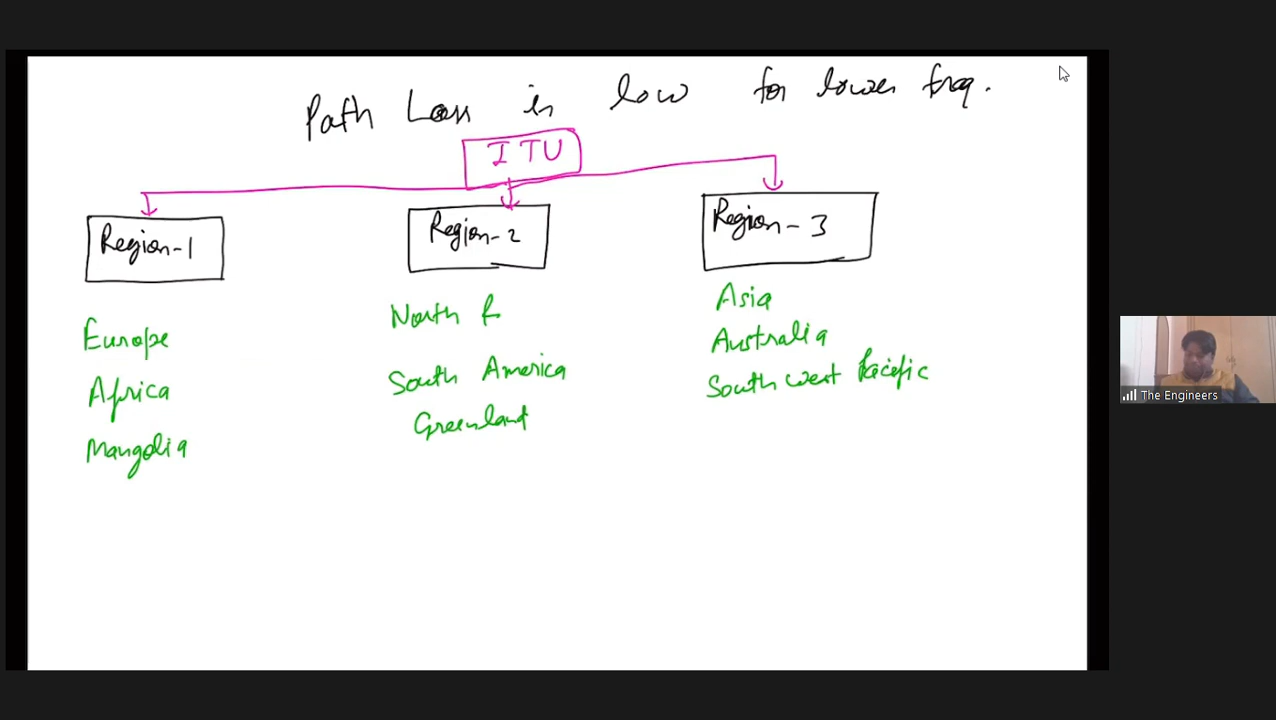 Path Loss is low for lower freq.
ITU
Region-1
Region-2
Region-3
Europe
Africa
Mangolia
North
South America
Greenland
Asia
Australia
South west Pacific
The Engineers